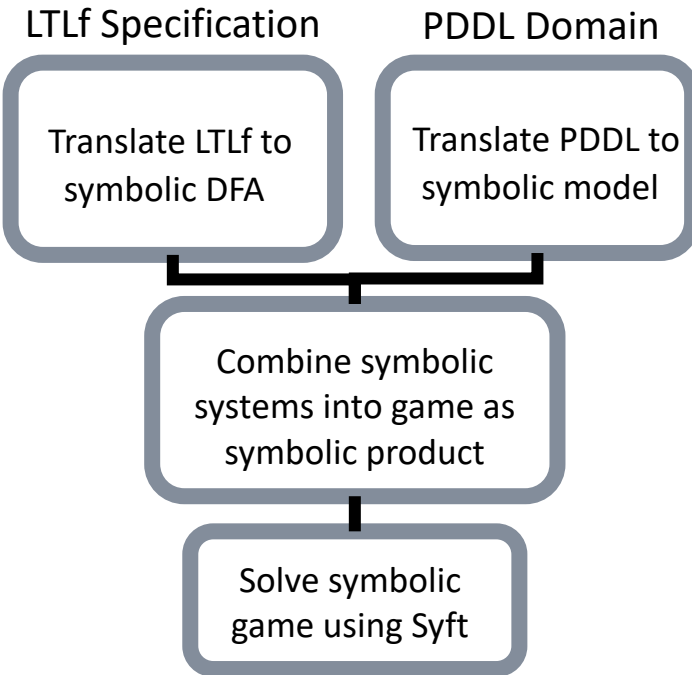 LTLf Specification
PDDL Domain
Translate LTLf to
symbolic DFA
Translate PDDL to
symbolic model
Combine symbolic
systems into game as
symbolic product
Solve symbolic
game using Syft